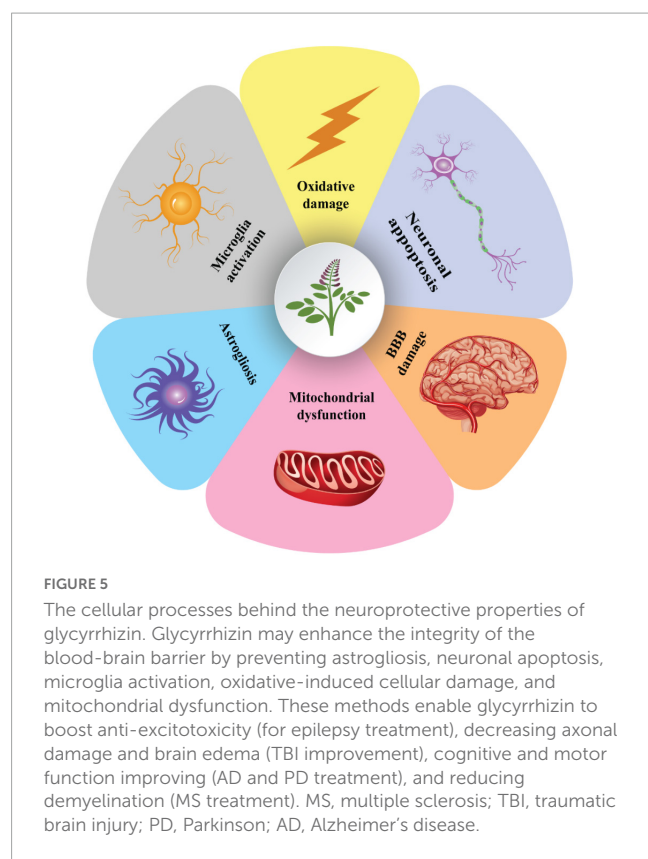 Oxidative
damage
Neuronal
appoptosis
BBB
damage
Mitochondrial
dysfunction
Astrogliosis
Microglia
activation
FIGURE 5
The cellular processes behind the neuroprotective properties of
glycyrrhizin. Glycyrrhizin may enhance the integrity of the
blood-brain barrier by preventing astrogliosis, neuronal apoptosis,
microglia activation, oxidative-induced cellular damage, and
mitochondrial dysfunction. These methods enable glycyrrhizin to
boost anti-excitotoxicity (for epilepsy treatment), decreasing axonal
damage and brain edema (TBI improvement), cognitive and motor
function improving (AD and PD treatment), and reducing
demyelination (MS treatment). MS, multiple sclerosis; TBI, traumatic
brain injury; PD, Parkinson; AD, Alzheimer's disease.